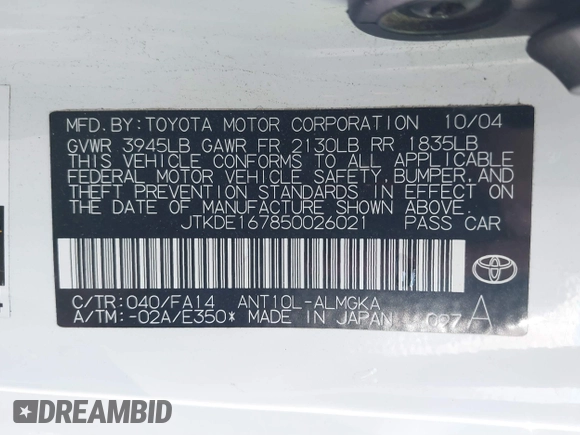 MFD. BY: TOYOTA MOTOR CORPORATION 10/04
GVWR 3945LB GAWR FR 2130LB RR 1835LB
THIS VEHICLE CONFORMS TO ALL APPLICABLE
FEDERAL MOTOR VEHICLE SAFETY, BUMPER, AND
THEFT PREVENTION STANDARDS IN EFFECT ON
THE DATE OF MANUFACTURE SHOWN ABOVE.
JTKDE167850026021 PASS CAR
C/TR: 040/FA14 ANT10L-ALMGKA
A/TM: -02A/E350* MADE IN JAPAN 027 A
DREAMBID